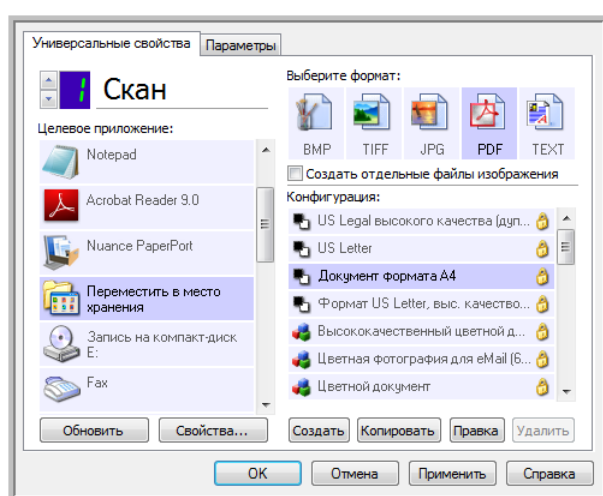 Универсальные свойства
Параметры
1
Скан
Целевое приложение:
Notepad
Acrobat Reader 9.0
Nuance PaperPort
Переместить в место
хранения
Запись на компакт-диск
E:
Fax
Обновить
Свойства...
Выберите формат:
BMP
TIFF
JPG
PDF
TEXT
Создать отдельные файлы изображения
Конфигурация:
US Legal высокого качества (дуп...
US Letter
Документ формата A4
Формат US Letter, выс. качество...
Высококачественный цветной д...
Цветная фотография для eMail (6...
Цветной документ
Создать
Копировать
Правка
Удалить
OK
Отмена
Применить
Справка